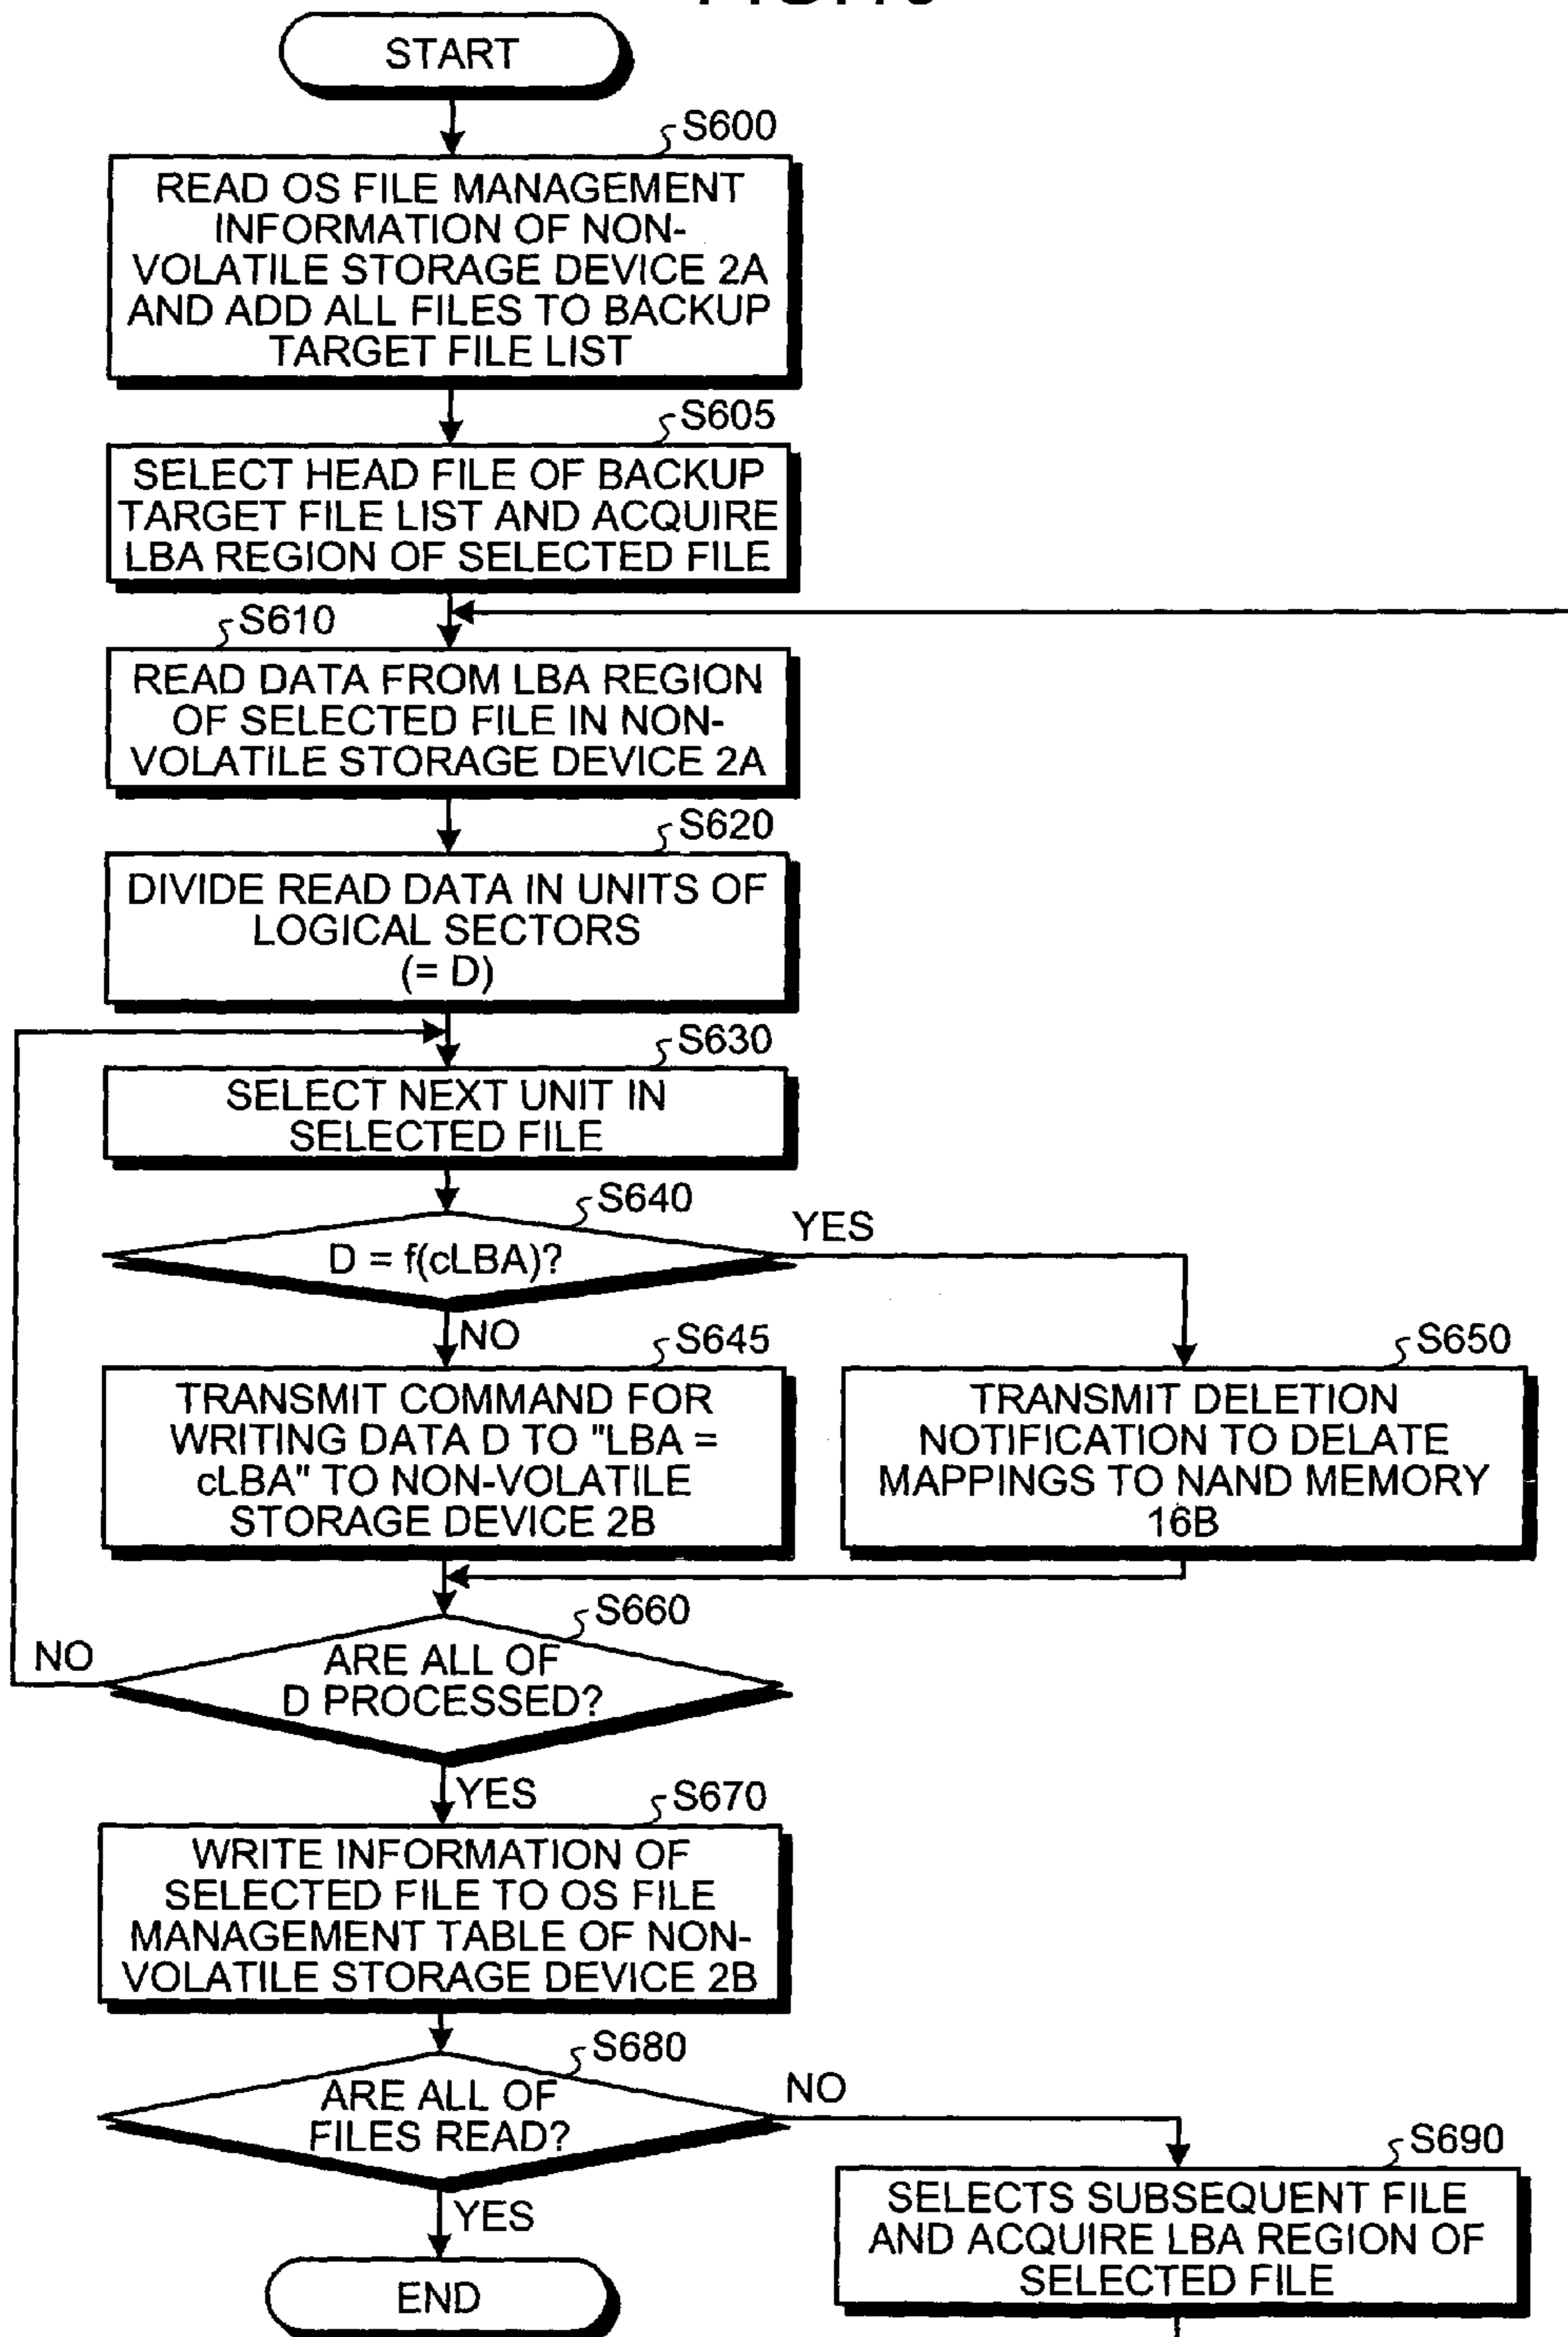 START
S600
READ OS FILE MANAGEMENT
INFORMATION OF NON-
VOLATILE STORAGE DEVICE 2A
AND ADD ALL FILES TO BACKUP
TARGET FILE LIST
S605
SELECT HEAD FILE OF BACKUP
TARGET FILE LIST AND ACQUIRE
LBA REGION OF SELECTED FILE
S610
READ DATA FROM LBA REGION
OF SELECTED FILE IN NON-
VOLATILE STORAGE DEVICE 2A
S620
DIVIDE READ DATA IN UNITS OF
LOGICAL SECTORS
(= D)
S630
SELECT NEXT UNIT IN
SELECTED FILE
S640
D = f(cLBA)?
YES
NO
S645
TRANSMIT COMMAND FOR
WRITING DATA D TO "LBA =
cLBA" TO NON-VOLATILE
STORAGE DEVICE 2B
S650
TRANSMIT DELETION
NOTIFICATION TO DELATE
MAPPINGS TO NAND MEMORY
16B
S660
ARE ALL OF
D PROCESSED?
NO
YES
S670
WRITE INFORMATION OF
SELECTED FILE TO OS FILE
MANAGEMENT TABLE OF NON-
VOLATILE STORAGE DEVICE 2B
S680
ARE ALL OF
FILES READ?
NO
YES
S690
SELECTS SUBSEQUENT FILE
AND ACQUIRE LBA REGION OF
SELECTED FILE
END